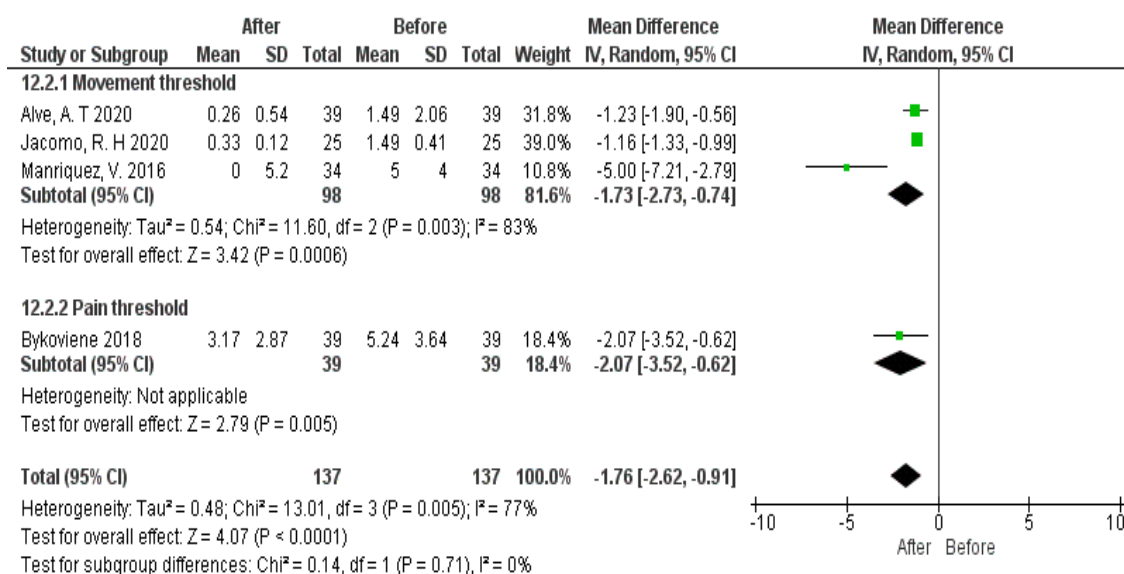 After Before Mean Difference Mean Difference
Study or Subgroup Mean SD Total Mean SD Total Weight IV, Random, 95% CI IV, Random, 95% CI
12.2.1 Movement threshold
Alve, A. T 2020 0.26 0.54 39 1.49 2.06 39 31.8% -1.23 [-1.90, -0.56]
Jacomo, R. H 2020 0.33 0.12 25 1.49 0.41 25 39.0% -1.16 [-1.33, -0.99]
Manriquez, V. 2016 0 5.2 34 5 4 34 10.8% -5.00 [-7.21, -2.79]
Subtotal (95% CI) 98 98 81.6% -1.73 [-2.73, -0.74]
Heterogeneity: Tau² = 0.54; Chi² = 11.60, df = 2 (P = 0.003); I² = 83%
Test for overall effect: Z = 3.42 (P = 0.0006)
12.2.2 Pain threshold
Bykoviene 2018 3.17 2.87 39 5.24 3.64 39 18.4% -2.07 [-3.52, -0.62]
Subtotal (95% CI) 39 39 18.4% -2.07 [-3.52, -0.62]
Heterogeneity: Not applicable
Test for overall effect: Z = 2.79 (P = 0.005)
Total (95% CI) 137 137 100.0% -1.76 [-2.62, -0.91]
Heterogeneity: Tau² = 0.48; Chi² = 13.01, df = 3 (P = 0.005); I² = 77%
Test for overall effect: Z = 4.07 (P < 0.0001)
Test for subgroup differences: Chi² = 0.14, df = 1 (P = 0.71), I² = 0%
-10 -5 0 5 10
After Before